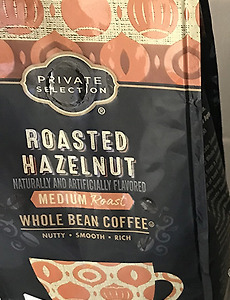 PRIVATE
SELECTION
®
ROASTED
HAZELNUT
NATURALLY AND ARTIFICIALLY FLAVORED
MEDIUM Roast
WHOLE BEAN COFFEE
NUTTY • SMOOTH • RICH